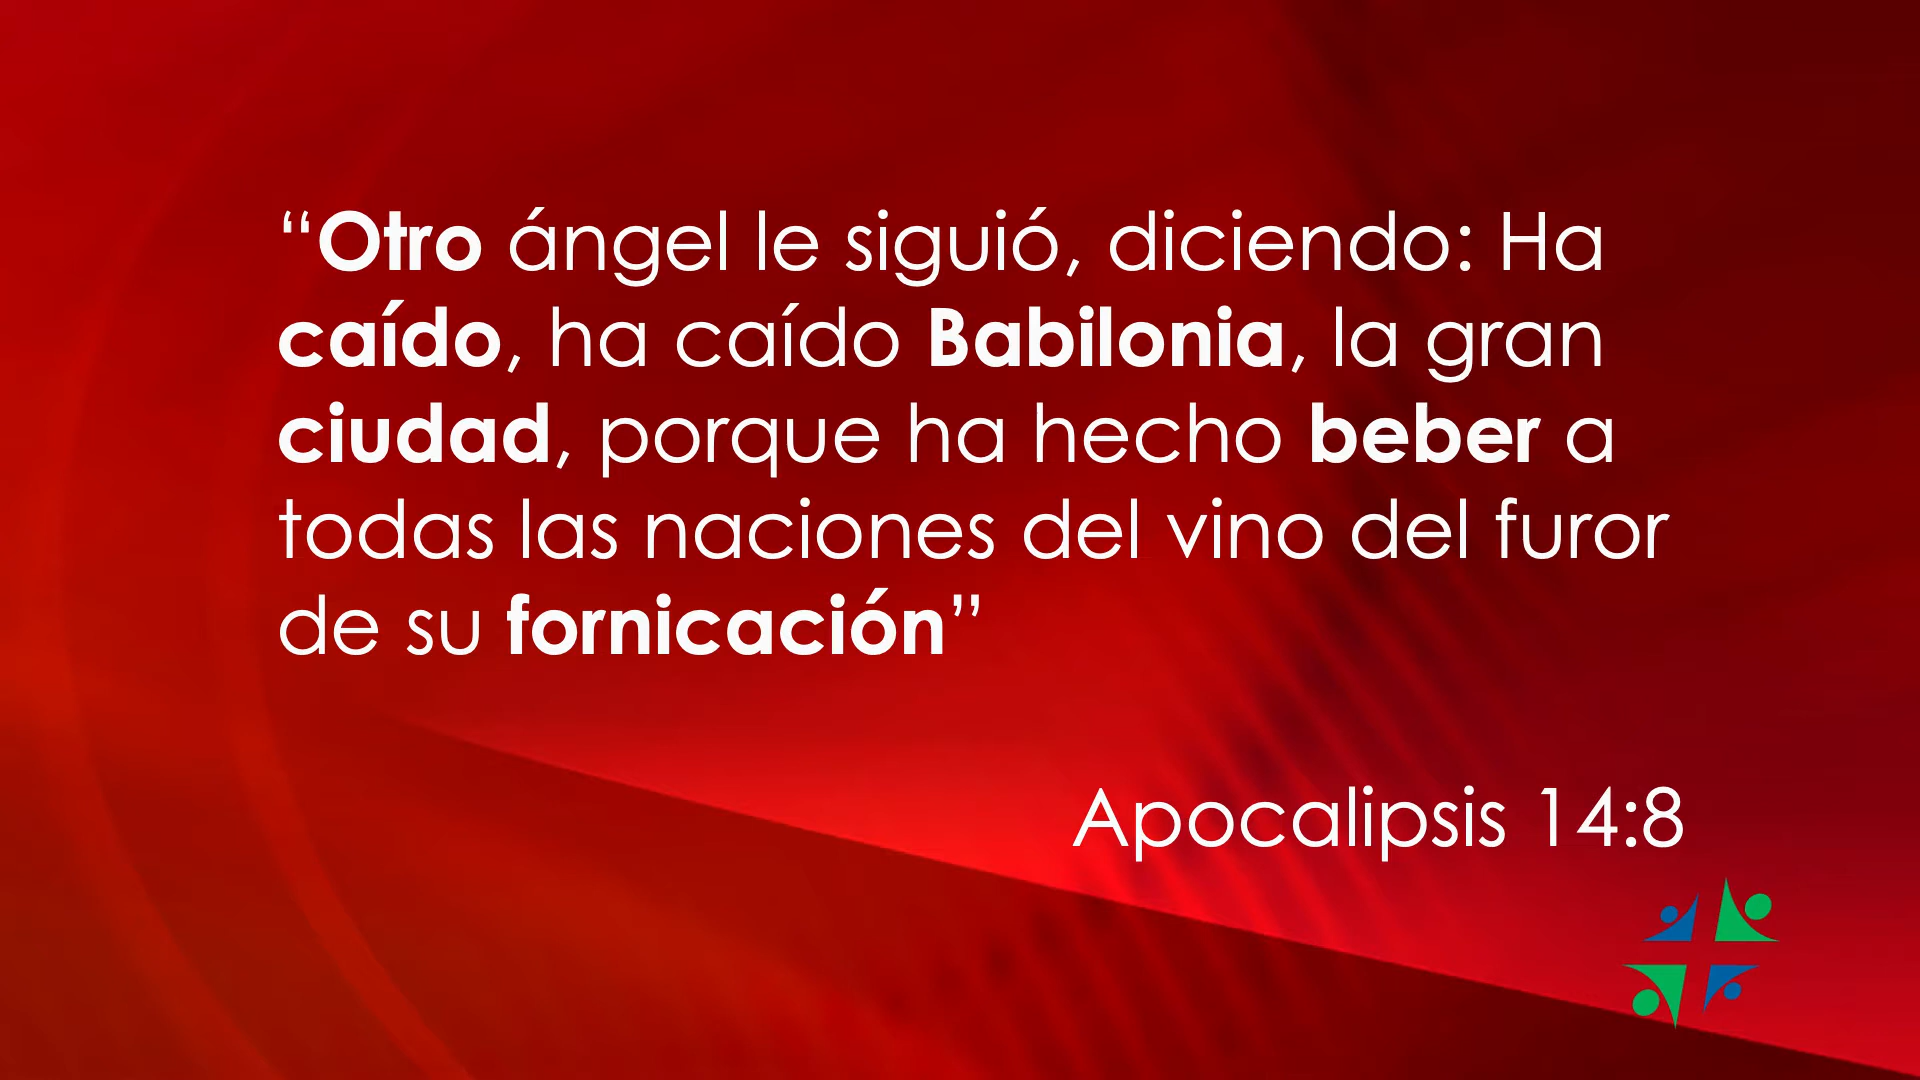 “Otro ángel le siguió, diciendo: Ha
caído, ha caído Babilonia, la gran
ciudad, porque ha hecho beber a
todas las naciones del vino del furor
de su fornicación”
Apocalipsis 14:8